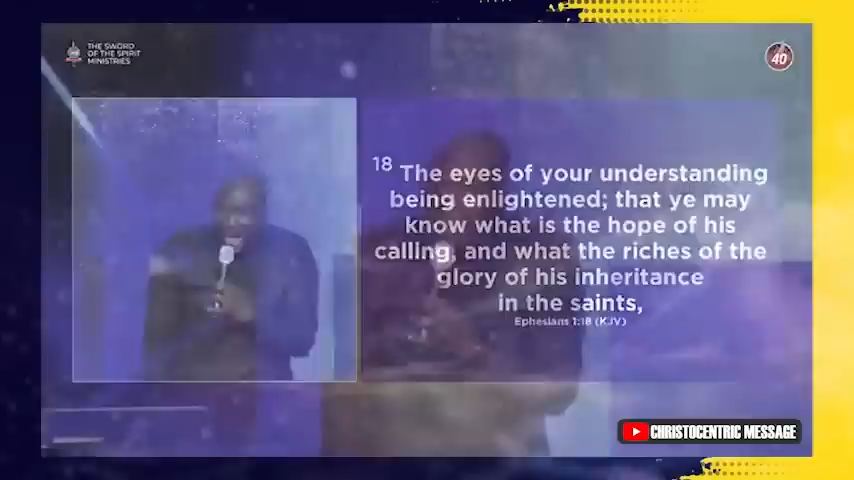 THE SWORD
OF THE SPIRIT
MINISTRIES
40
18 The eyes of your understanding
being enlightened; that ye may
know what is the hope of his
calling, and what the riches of the
glory of his inheritance
in the saints,
Ephesians 1:18 (KJV)
CHRISTOCENTRIC MESSAGE